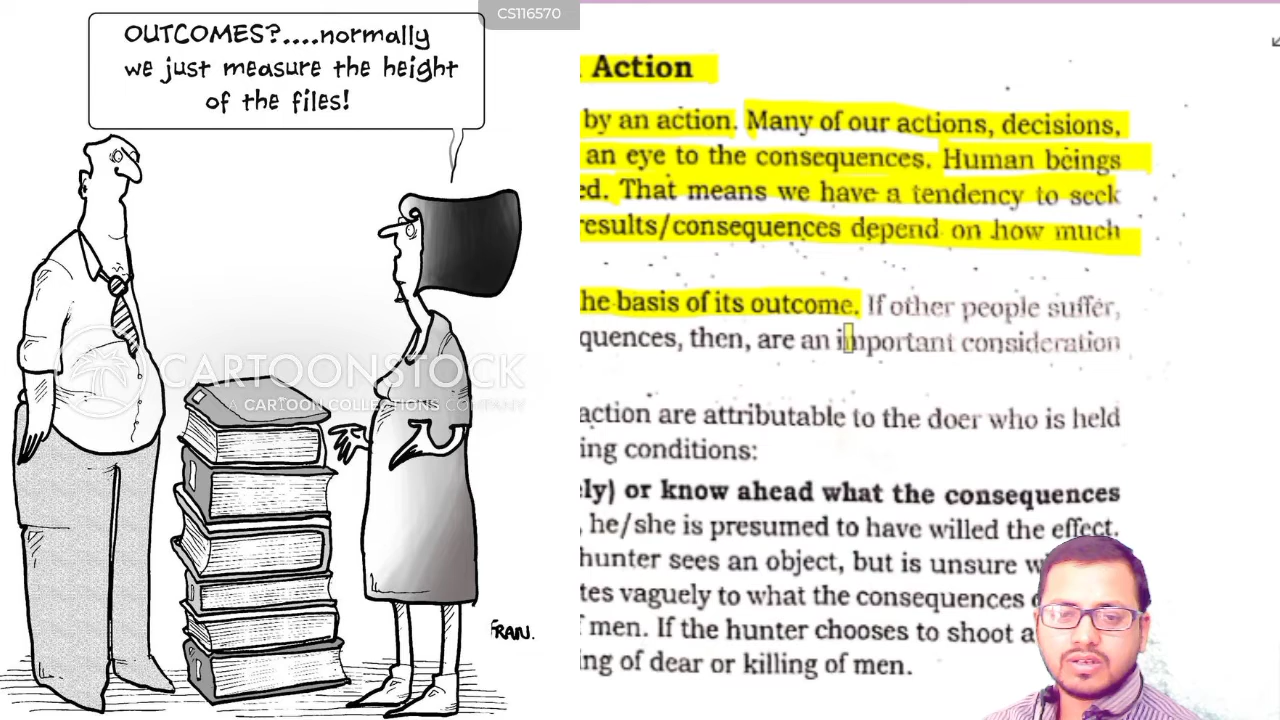 CS116570
OUTCOMES?....normally
we just measure the height
of the files!
CARTOONSTOCK
A CARTOON COLLECTIONS COMPANY
FRAN.
Action
by an action. Many of our actions, decisions,
an eye to the consequences. Human beings
ed. That means we have a tendency to seek
results/consequences depend on how much
he basis of its outcome. If other people suffer,
quences, then, are an important consideration
action are attributable to the doer who is held
ing conditions:
ly) or know ahead what the consequences
, he/she is presumed to have willed the effect.
hunter sees an object, but is unsure
tes vaguely to what the consequences
f men. If the hunter chooses to shoot a
ing of dear or killing of men.